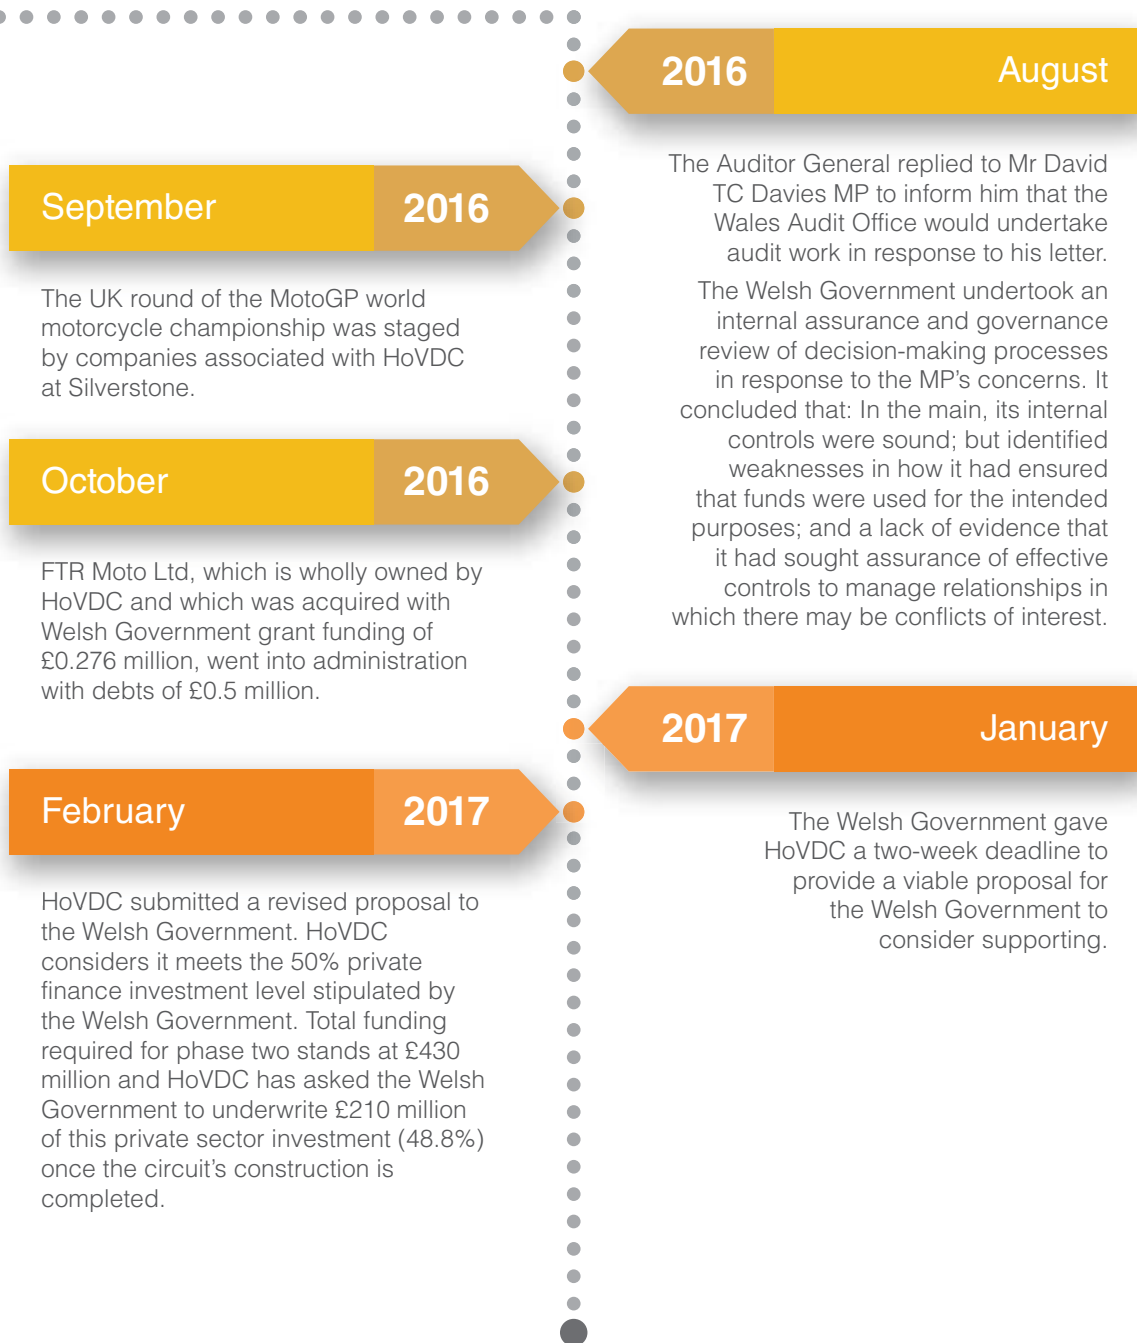 2016 August
The Auditor General replied to Mr David
TC Davies MP to inform him that the
Wales Audit Office would undertake
audit work in response to his letter.
The Welsh Government undertook an
internal assurance and governance
review of decision-making processes
in response to the MP’s concerns. It
concluded that: In the main, its internal
controls were sound; but identified
weaknesses in how it had ensured
that funds were used for the intended
purposes; and a lack of evidence that
it had sought assurance of effective
controls to manage relationships in
which there may be conflicts of interest.
September 2016
The UK round of the MotoGP world
motorcycle championship was staged
by companies associated with HoVDC
at Silverstone.
October 2016
FTR Moto Ltd, which is wholly owned by
HoVDC and which was acquired with
Welsh Government grant funding of
£0.276 million, went into administration
with debts of £0.5 million.
2017 January
The Welsh Government gave
HoVDC a two-week deadline to
provide a viable proposal for
the Welsh Government to
consider supporting.
February 2017
HoVDC submitted a revised proposal to
the Welsh Government. HoVDC
considers it meets the 50% private
finance investment level stipulated by
the Welsh Government. Total funding
required for phase two stands at £430
million and HoVDC has asked the Welsh
Government to underwrite £210 million
of this private sector investment (48.8%)
once the circuit’s construction is
completed.